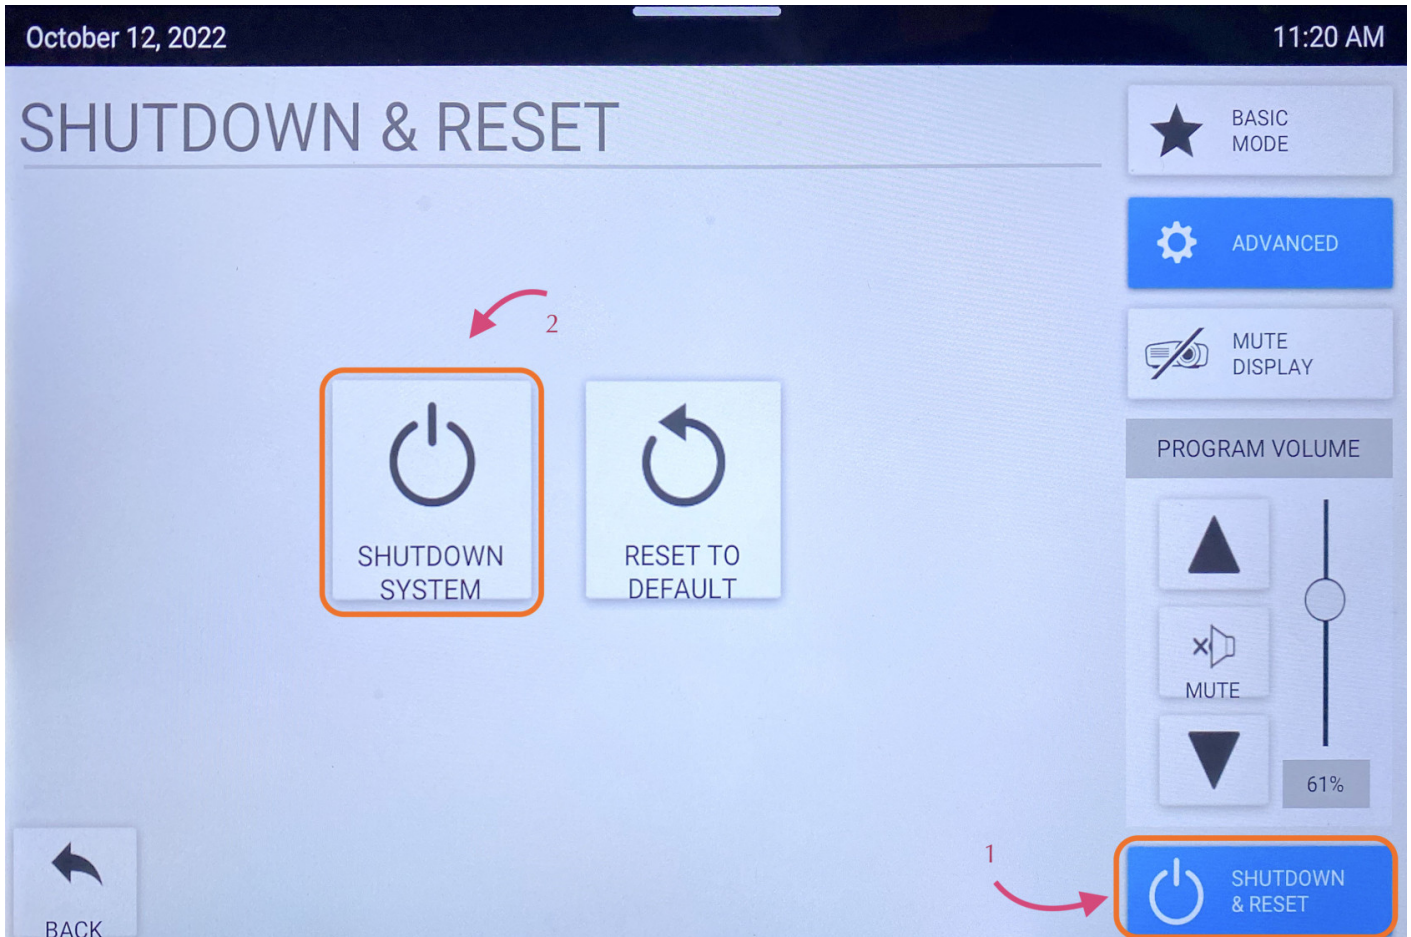 October 12, 2022
11:20 AM
SHUTDOWN & RESET
BASIC
MODE
ADVANCED
MUTE
DISPLAY
2
SHUTDOWN
SYSTEM
RESET TO
DEFAULT
PROGRAM VOLUME
MUTE
61%
BACK
1
SHUTDOWN
& RESET